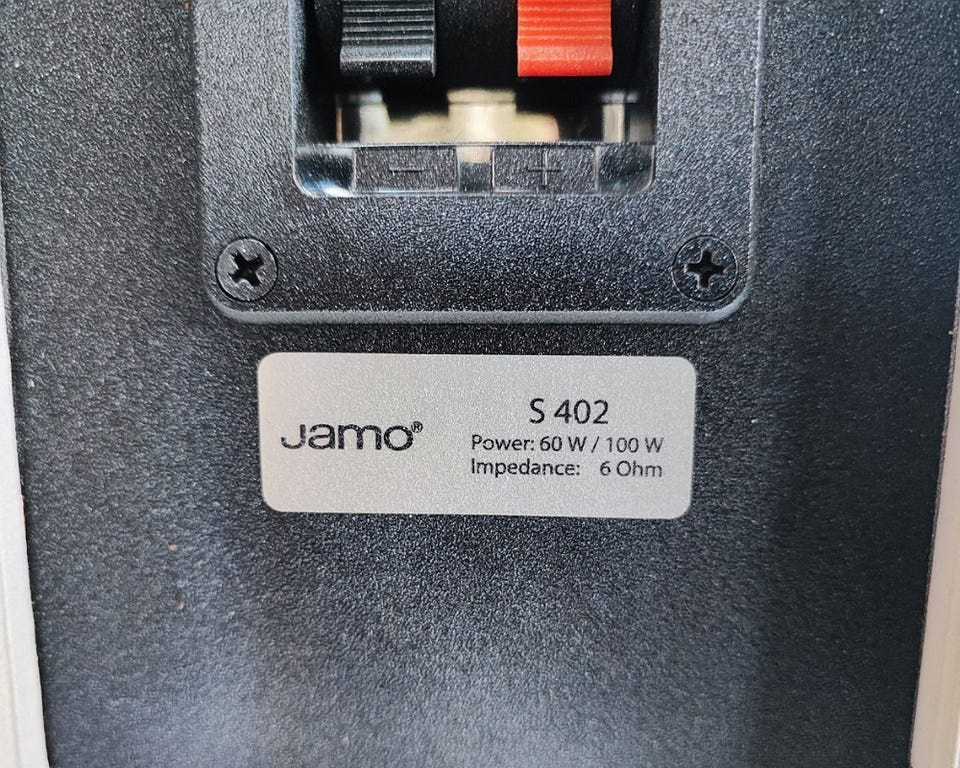 - +
Jamo®
S 402
Power: 60 W / 100 W
Impedance: 6 Ohm